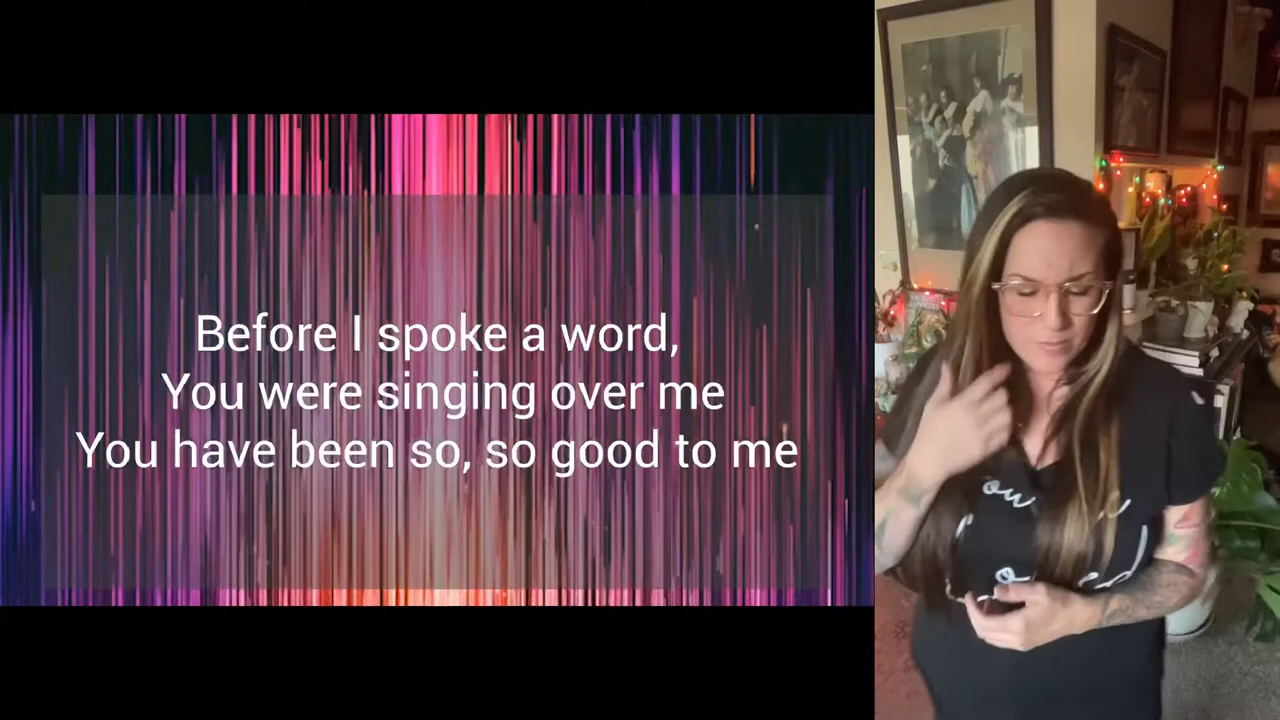 Before I spoke a word,
You were singing over me
You have been so, so good to me